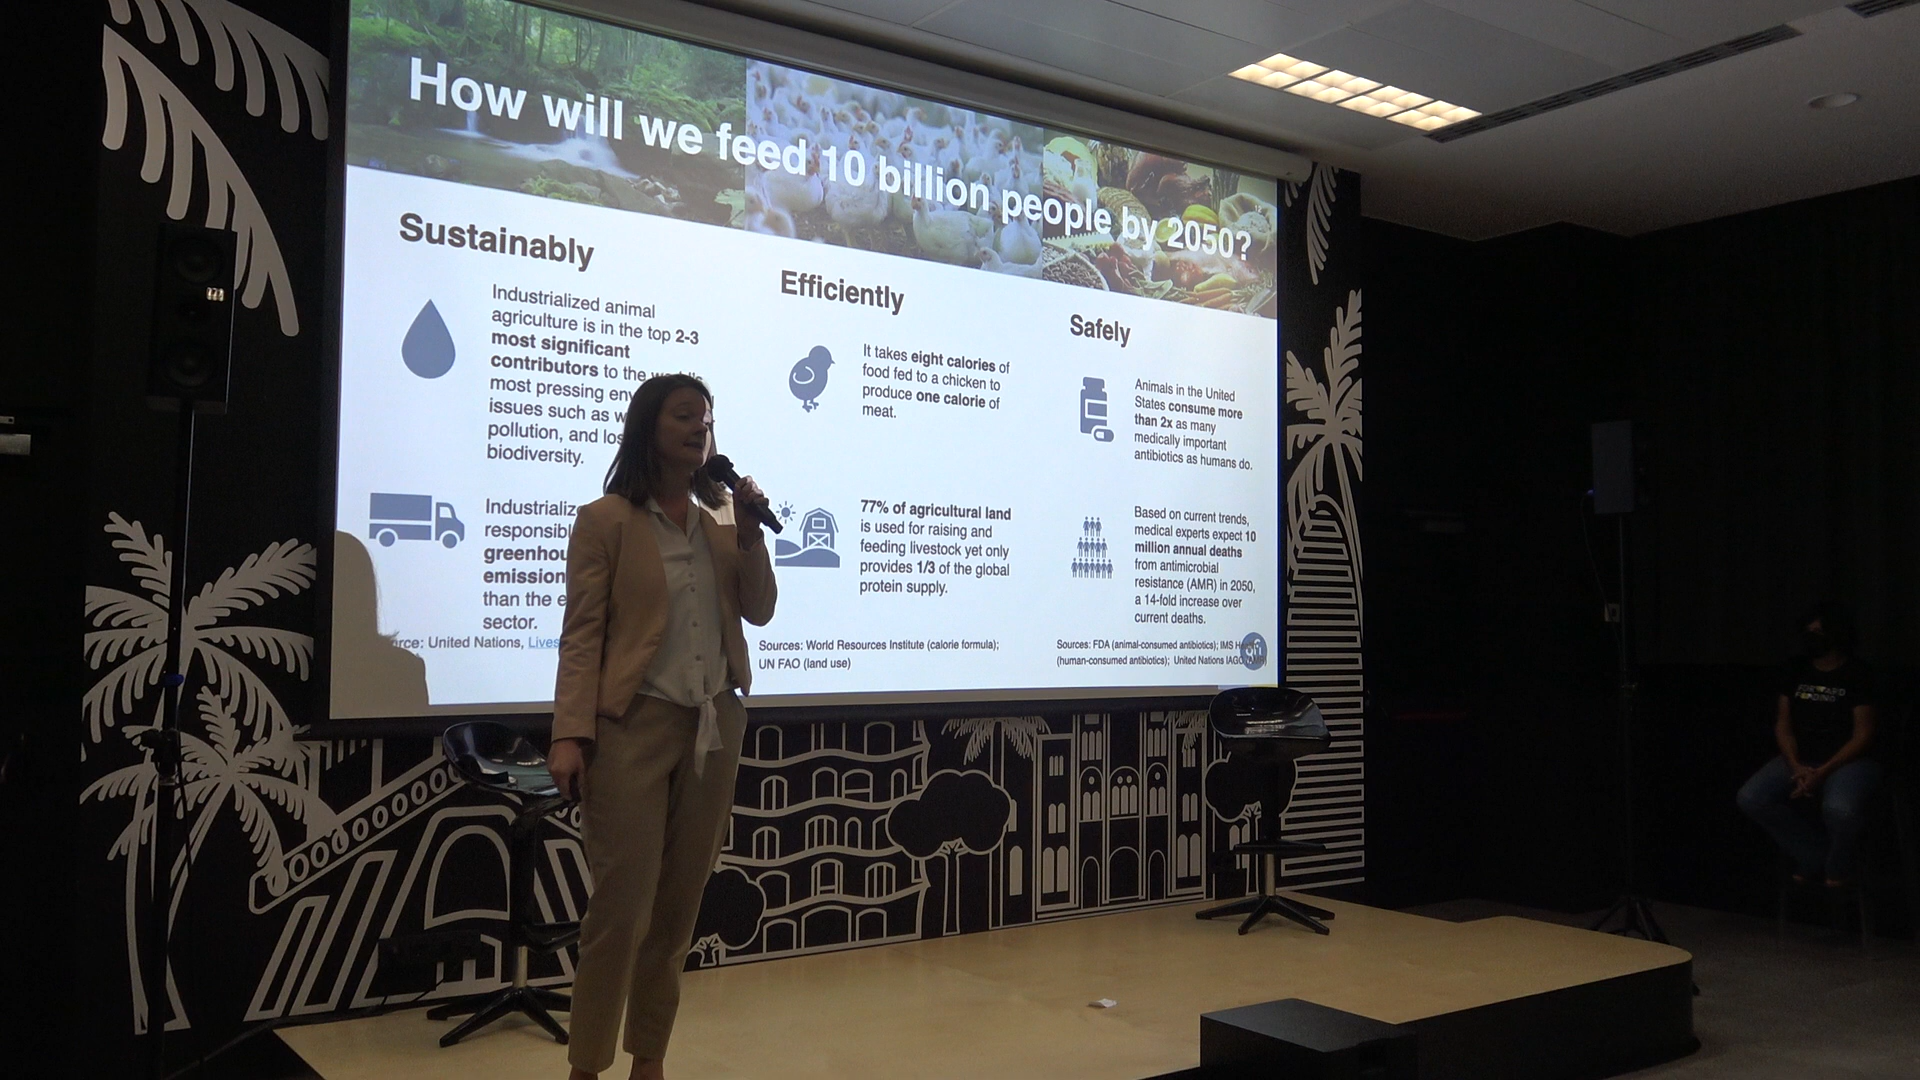 How will we feed 10 billion people by 2050?
Sustainably
Industrialized animal
agriculture is in the top 2-3
most significant
contributors to the
most pressing
issues such as
pollution, and
biodiversity.
than the
sector.
United Nations,
Efficiently
It takes eight calories of
food fed to a chicken to
produce one calorie of
meat.
77% of agricultural land
is used for raising and
feeding livestock yet only
provides 1/3 of the global
protein supply.
Sources: World Resources Institute (calorie formula);
UN FAO (land use)
Safely
Animals in the United
States consume more
than 2x as many
medically important
antibiotics as humans do.
Based on current trends,
medical experts expect 10
million annual deaths
from antimicrobial
resistance (AMR) in 2050,
a 14-fold increase over
current deaths.
Sources: FDA (animal-consumed antibiotics); IMS
(human-consumed antibiotics); United Nations IAGC
gfi
FORWARD
FOODING